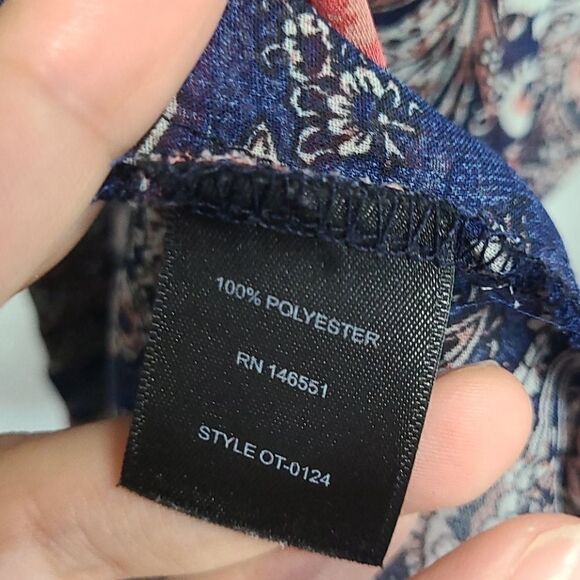 100% POLYESTER
RN 146551
STYLE OT-0124